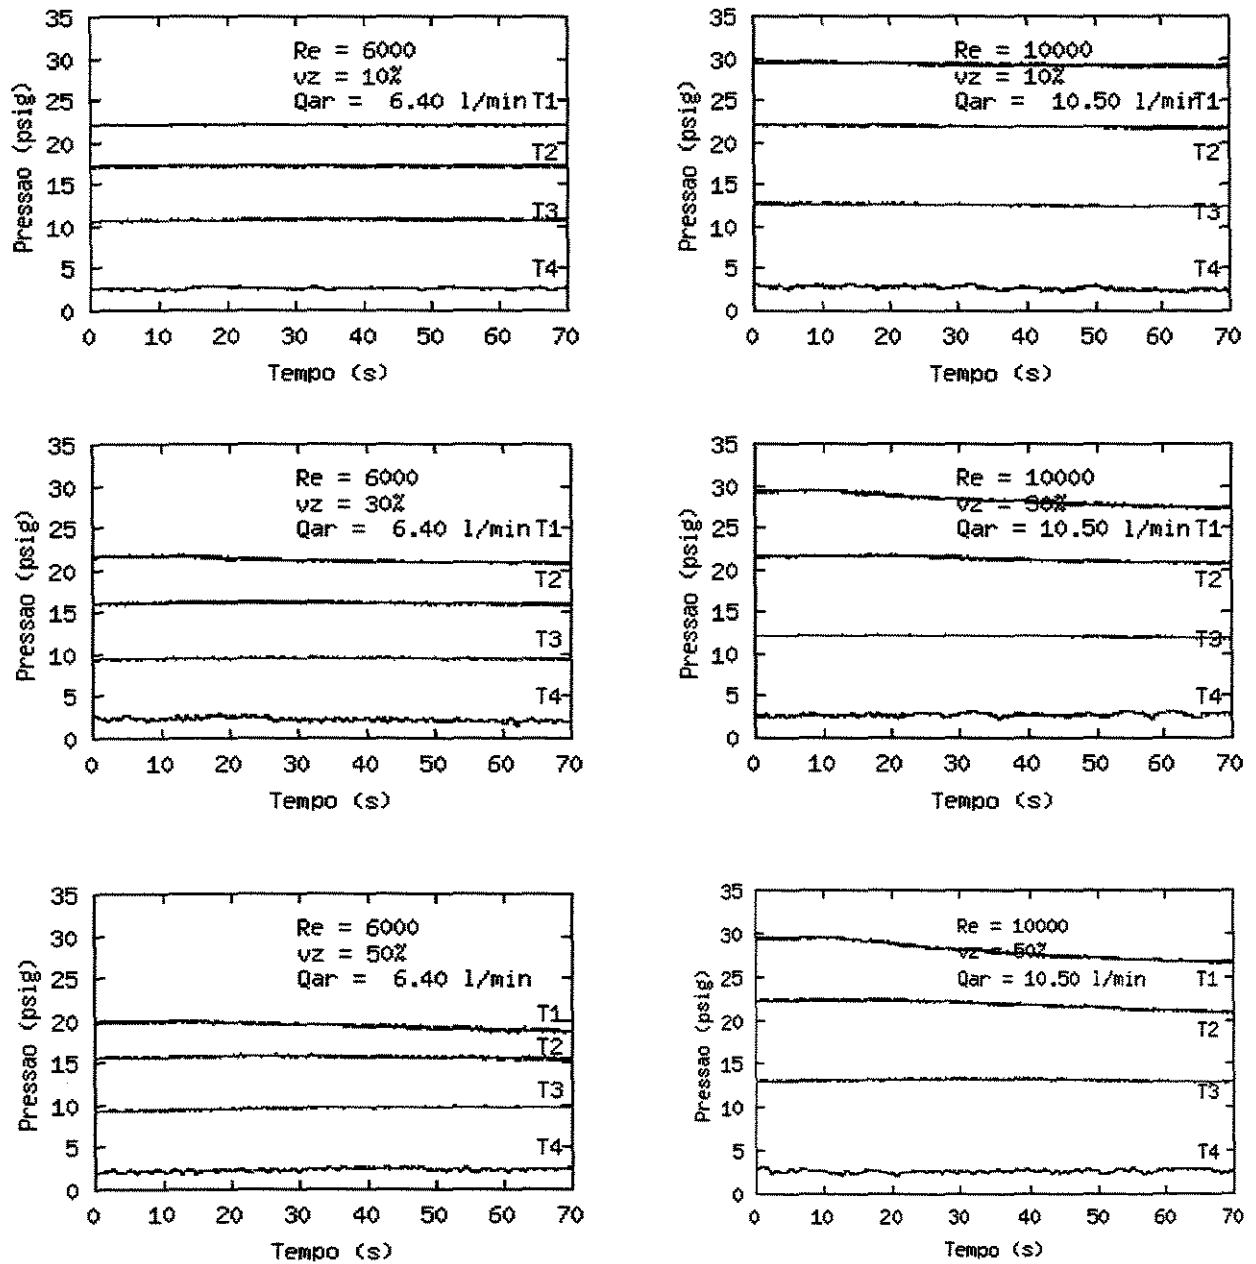 35
30
25
20
15
10
5
0
Pressao (psig)
Re = 6000
vz = 10%
Qar = 6.40 l/min T1
T2
T3
T4
0 10 20 30 40 50 60 70
Tempo (s)
35
30
25
20
15
10
5
0
Pressao (psig)
Re = 10000
vz = 10%
Qar = 10.50 l/min T1
T2
T3
T4
0 10 20 30 40 50 60 70
Tempo (s)
35
30
25
20
15
10
5
0
Pressao (psig)
Re = 6000
vz = 30%
Qar = 6.40 l/min T1
T2
T3
T4
0 10 20 30 40 50 60 70
Tempo (s)
35
30
25
20
15
10
5
0
Pressao (psig)
Re = 10000
vz = 30%
Qar = 10.50 l/min T1
T2
T3
T4
0 10 20 30 40 50 60 70
Tempo (s)
35
30
25
20
15
10
5
0
Pressao (psig)
Re = 6000
vz = 50%
Qar = 6.40 l/min
T1
T2
T3
T4
0 10 20 30 40 50 60 70
Tempo (s)
35
30
25
20
15
10
5
0
Pressao (psig)
Re = 10000
vz = 50%
Qar = 10.50 l/min T1
T2
T3
T4
0 10 20 30 40 50 60 70
Tempo (s)